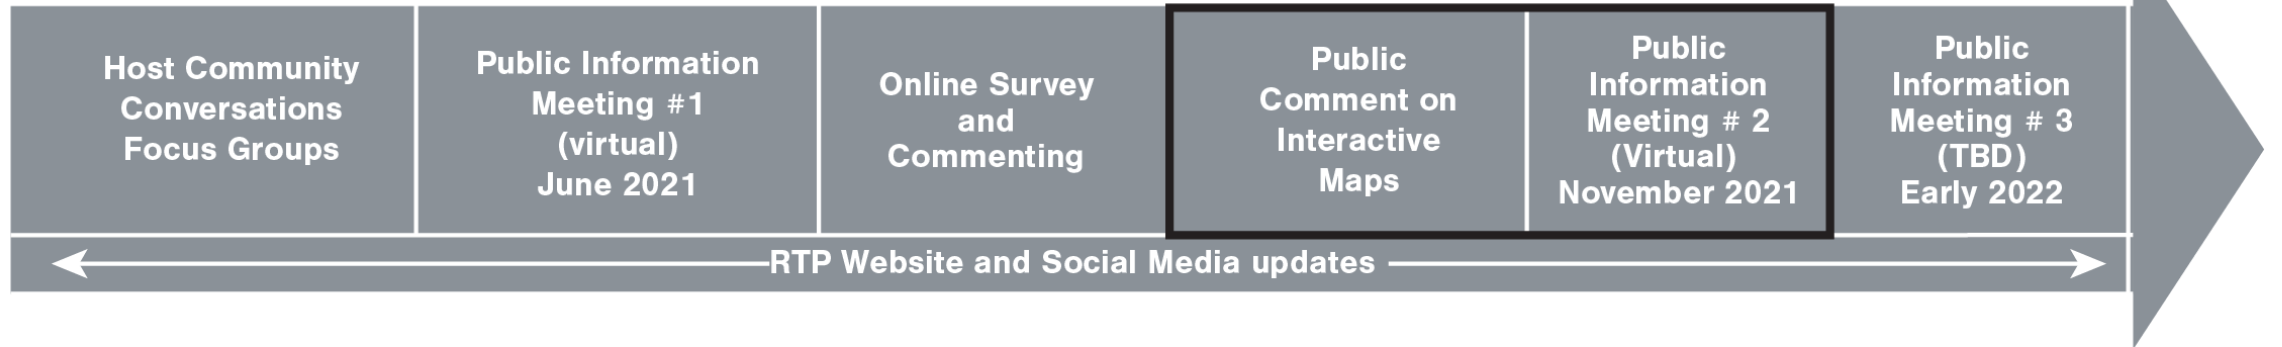 Host Community
Conversations
Focus Groups
Public Information
Meeting #1
(virtual)
June 2021
Online Survey
and
Commenting
Public
Comment on
Interactive
Maps
Public
Information
Meeting # 2
(Virtual)
November 2021
Public
Information
Meeting # 3
(TBD)
Early 2022
RTP Website and Social Media updates